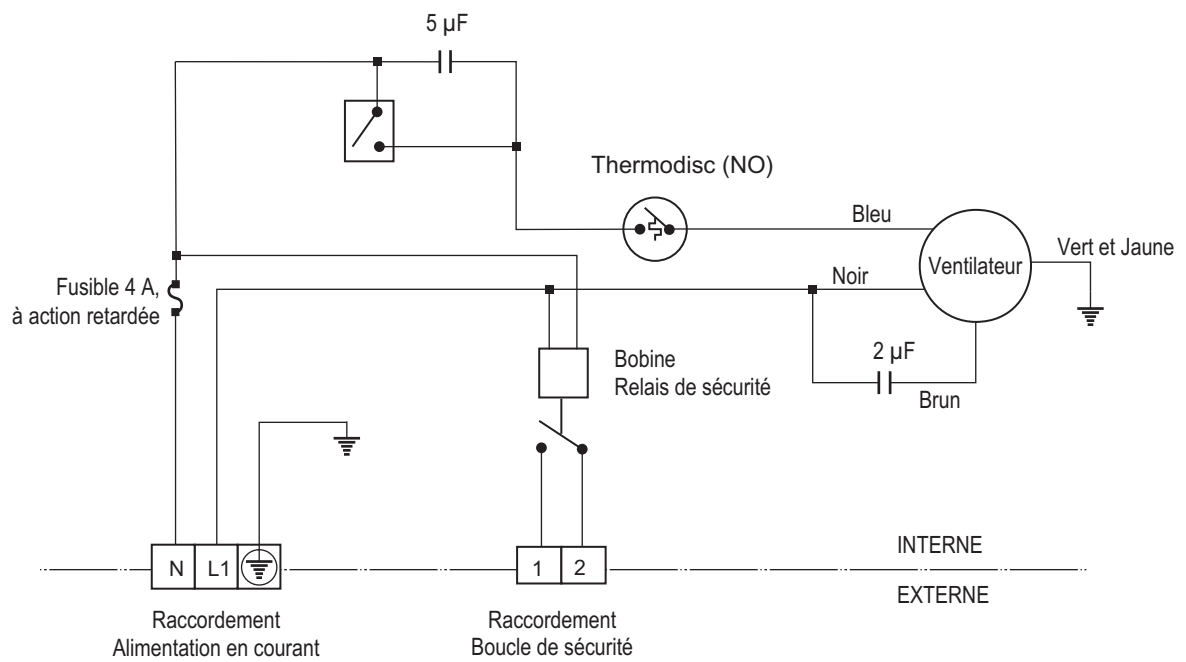 5 µF
Thermodisc (NO)
Bleu
Vert et Jaune
Ventilateur
Noir
Fusible 4 A,
à action retardée
2 µF
Bobine
Relais de sécurité
Brun
INTERNE
N L1
1 2
EXTERNE
Raccordement
Alimentation en courant
Raccordement
Boucle de sécurité